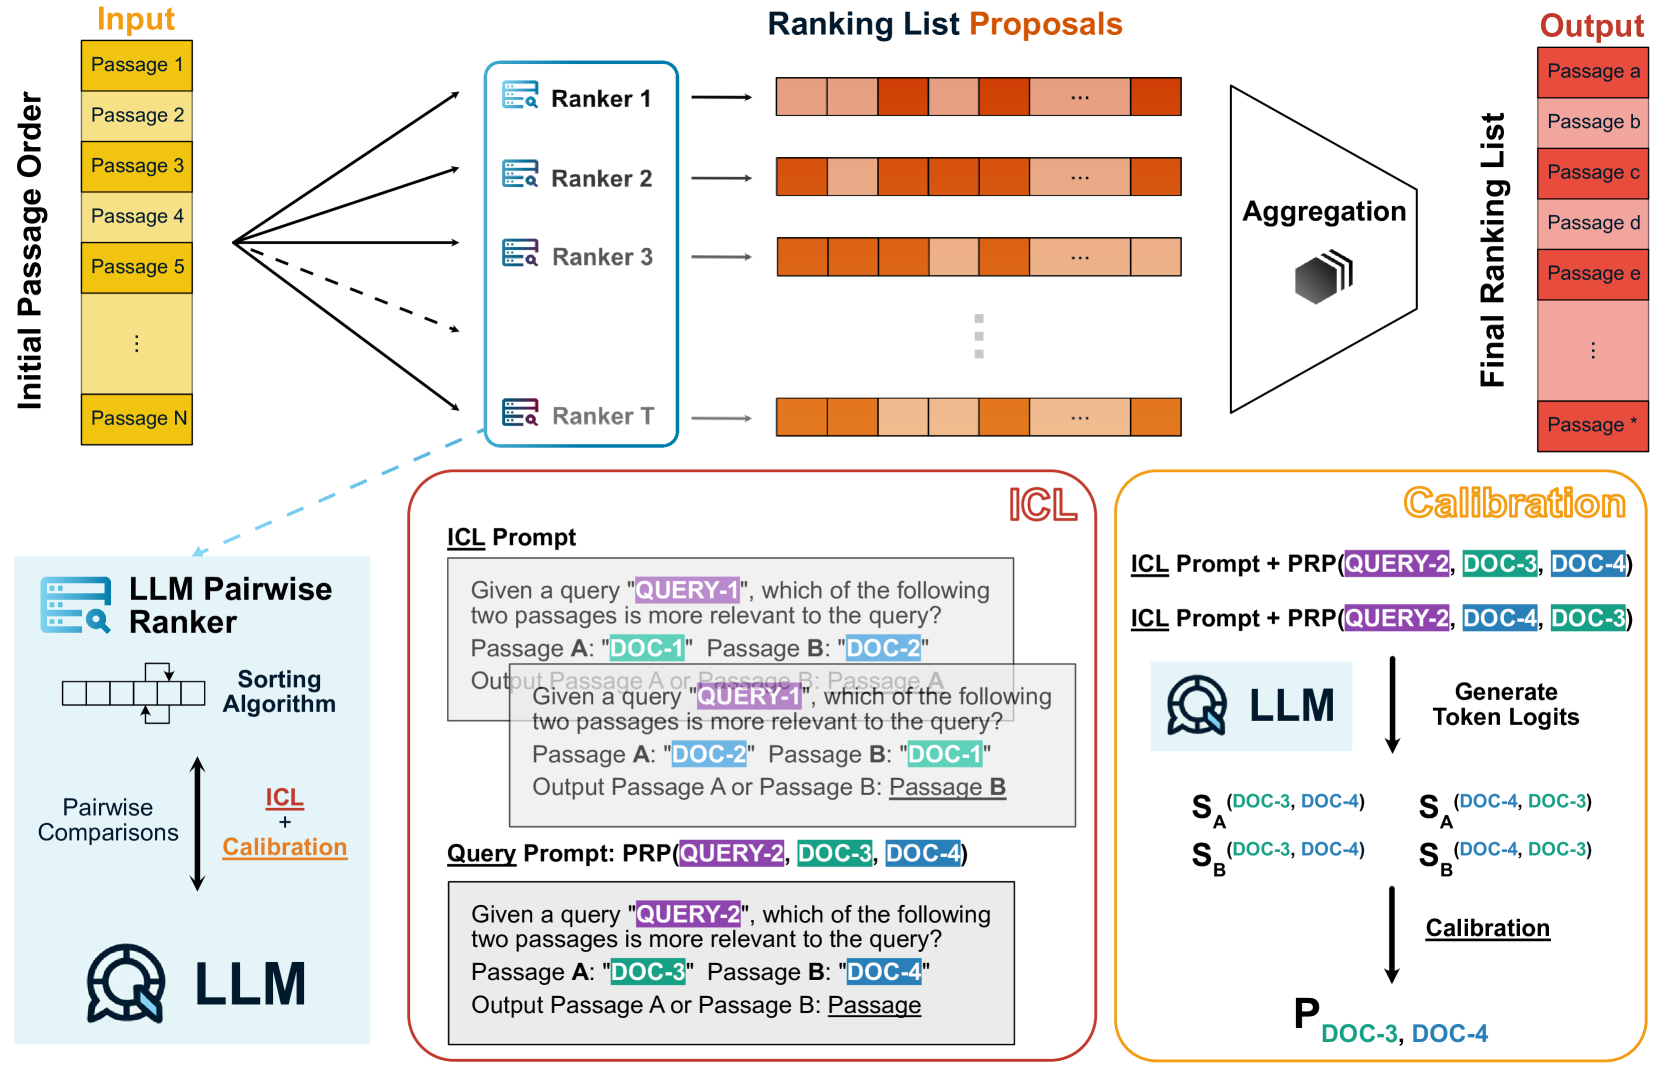 Input
Initial Passage Order
Passage 1
Passage 2
Passage 3
Passage 4
Passage 5
⋮
Passage N
Ranker 1
Ranker 2
Ranker 3
Ranker T
Ranking List Proposals
...
...
...
...
Aggregation
Output
Final Ranking List
Passage a
Passage b
Passage c
Passage d
Passage e
⋮
Passage *
LLM Pairwise
Ranker
Sorting
Algorithm
Pairwise
Comparisons
ICL
+
Calibration
LLM
ICL
ICL Prompt
Given a query "QUERY-1", which of the following
two passages is more relevant to the query?
Passage A: "DOC-1" Passage B: "DOC-2"
Output Passage A or Passage B: Passage A
Given a query "QUERY-1", which of the following
two passages is more relevant to the query?
Passage A: "DOC-2" Passage B: "DOC-1"
Output Passage A or Passage B: Passage B
Query Prompt: PRP(QUERY-2, DOC-3, DOC-4)
Given a query "QUERY-2", which of the following
two passages is more relevant to the query?
Passage A: "DOC-3" Passage B: "DOC-4"
Output Passage A or Passage B: Passage
Calibration
ICL Prompt + PRP(QUERY-2, DOC-3, DOC-4)
ICL Prompt + PRP(QUERY-2, DOC-4, DOC-3)
LLM
Generate
Token Logits
S_A(DOC-3, DOC-4) S_A(DOC-4, DOC-3)
S_B(DOC-3, DOC-4) S_B(DOC-4, DOC-3)
Calibration
P DOC-3, DOC-4